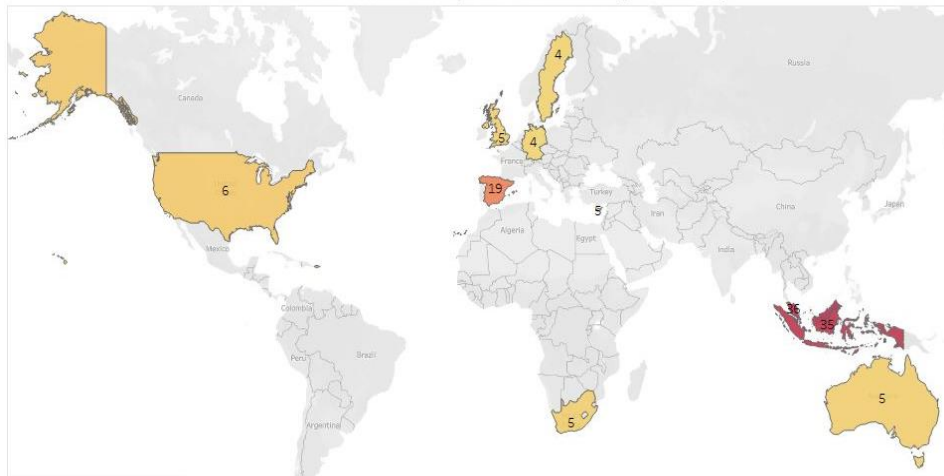 4
Russia
Canada
5
4
France
6
19
Turkey
China
Japan
5
Iran
Algeria
Egypt
Mexico
India
Colombia
36
35
Peru
Brazil
5
5
Argentina